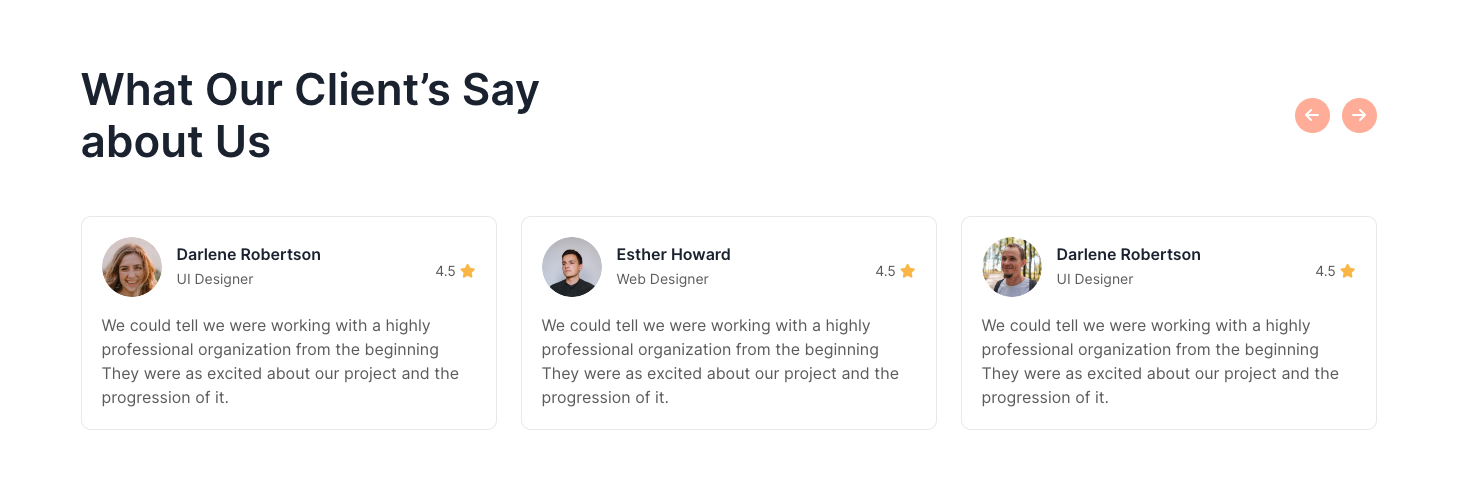 What Our Client’s Say
about Us
Darlene Robertson
UI Designer
4.5
We could tell we were working with a highly
professional organization from the beginning
They were as excited about our project and the
progression of it.
Esther Howard
Web Designer
4.5
We could tell we were working with a highly
professional organization from the beginning
They were as excited about our project and the
progression of it.
Darlene Robertson
UI Designer
4.5
We could tell we were working with a highly
professional organization from the beginning
They were as excited about our project and the
progression of it.